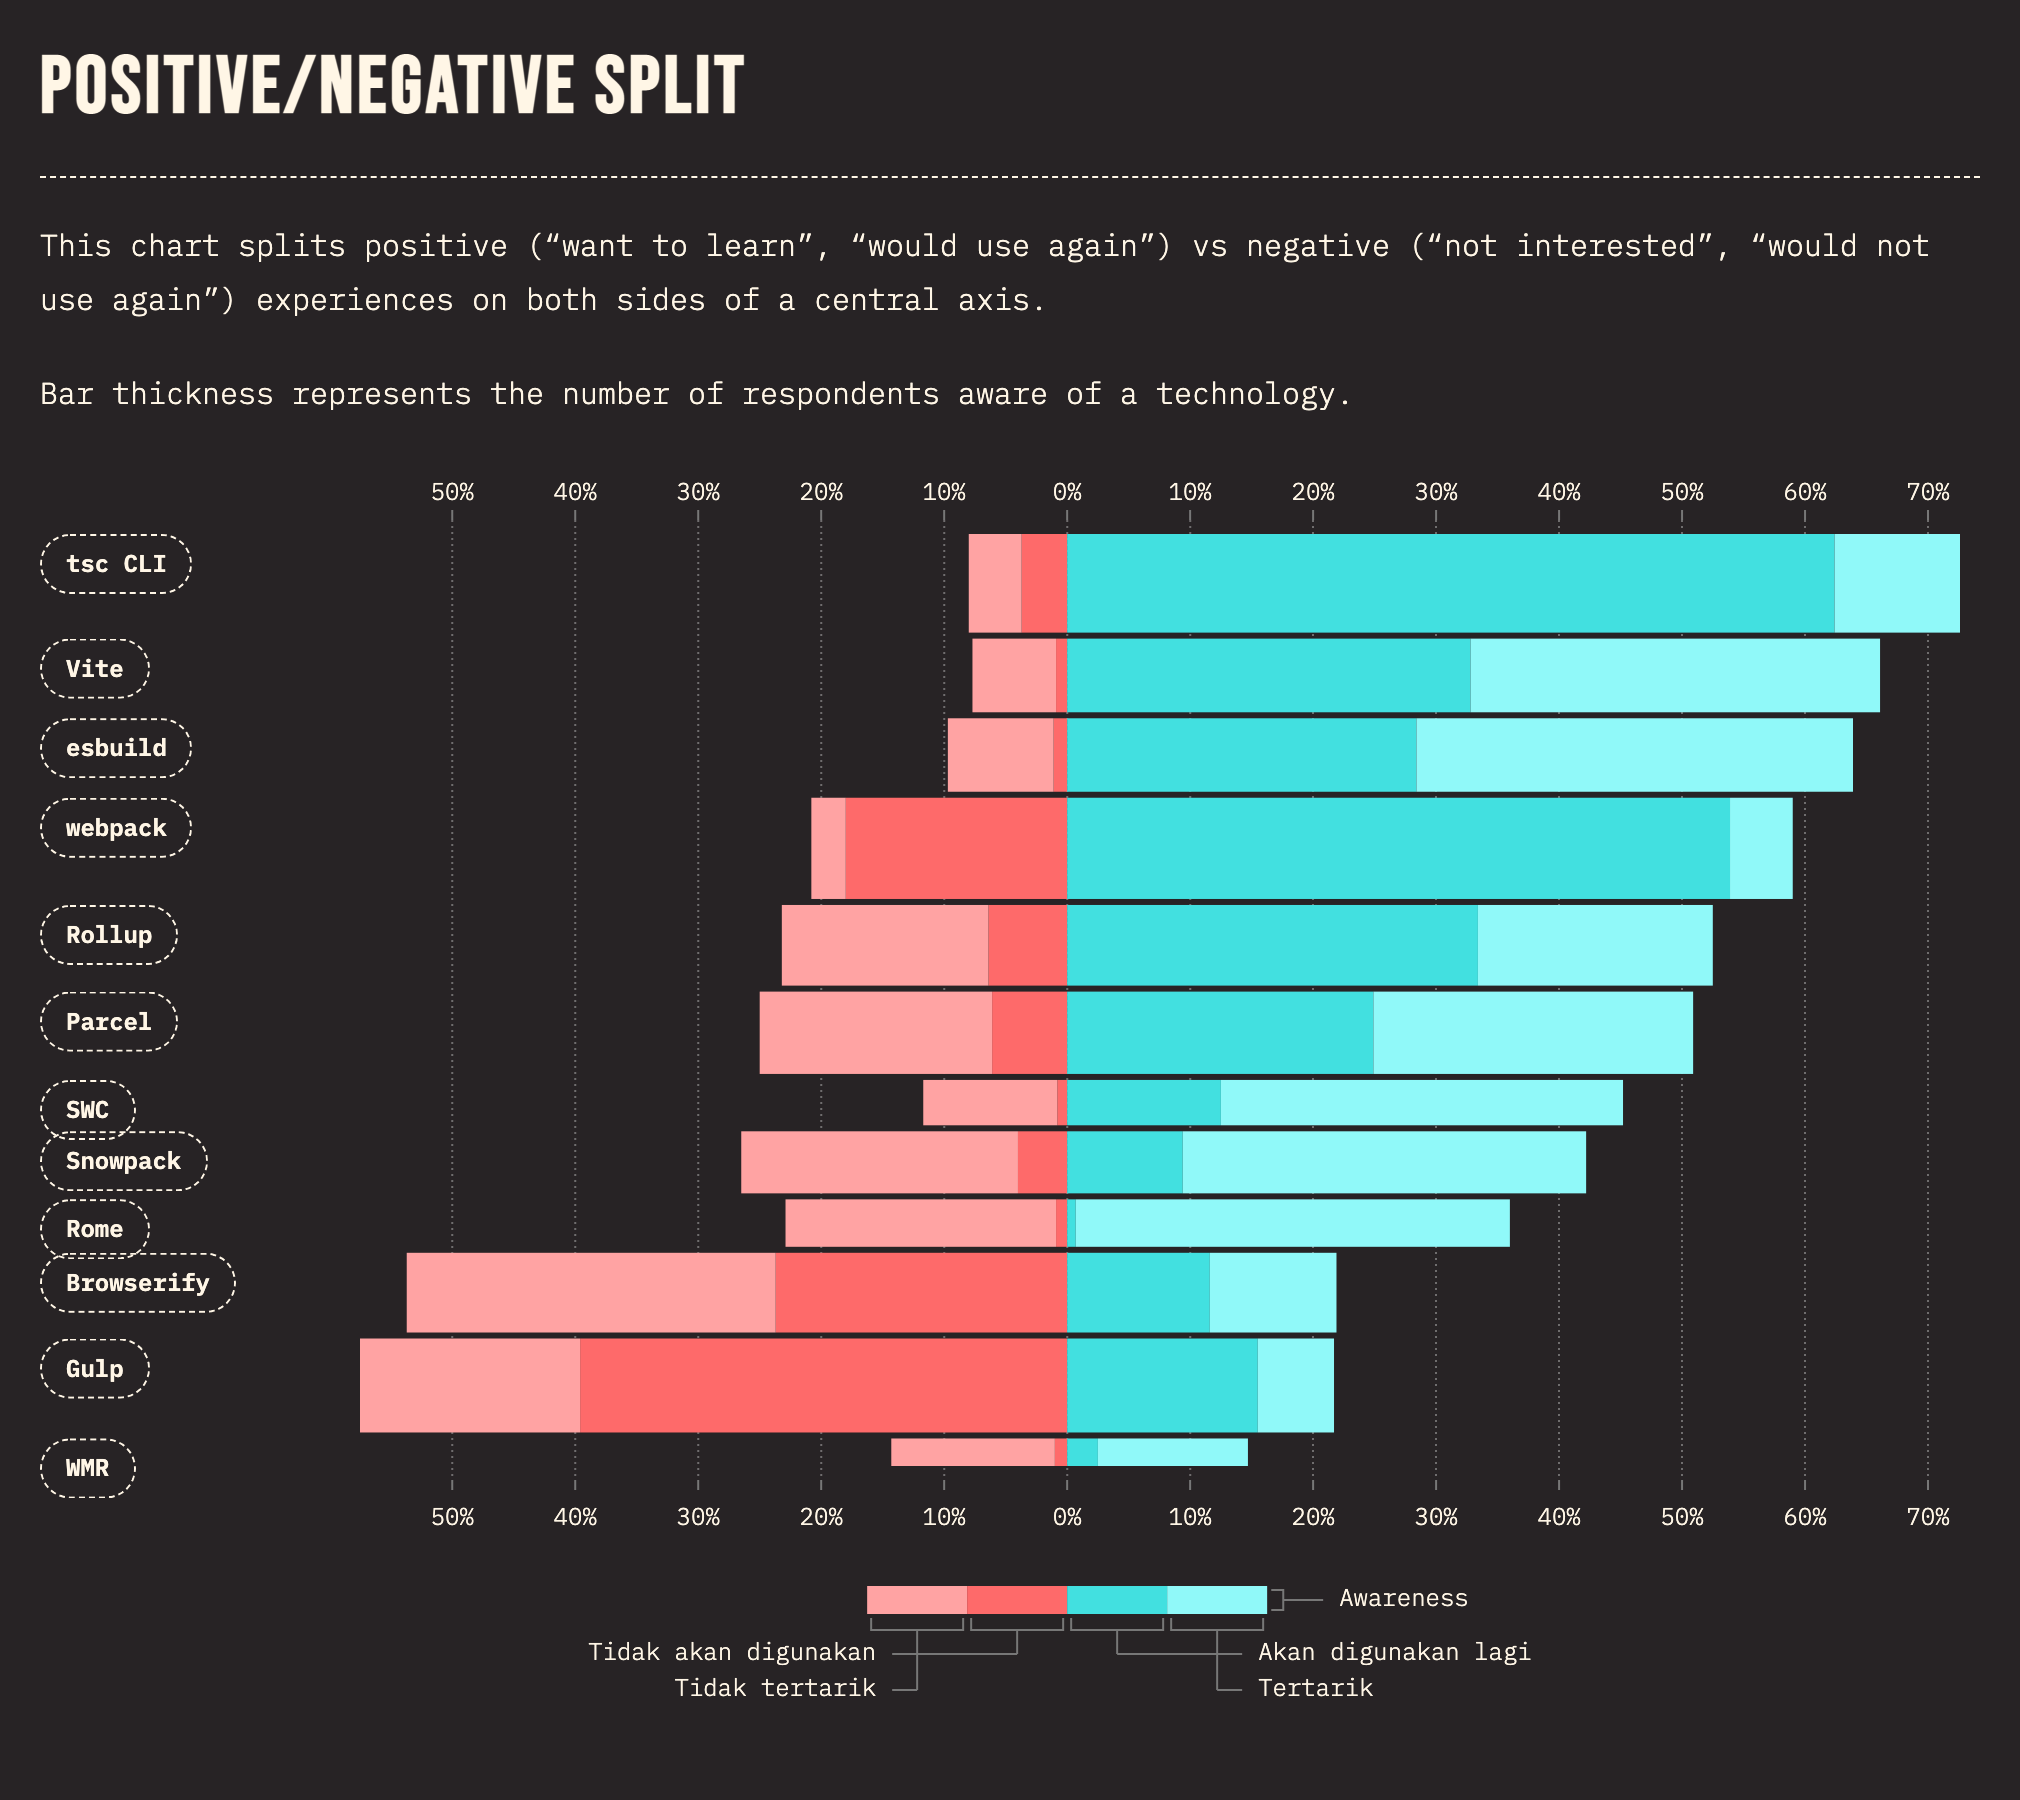 POSITIVE/NEGATIVE SPLIT
This chart splits positive (“want to learn”, “would use again”) vs negative (“not interested”, “would not
use again”) experiences on both sides of a central axis.
Bar thickness represents the number of respondents aware of a technology.
50% 40% 30% 20% 10% 0% 10% 20% 30% 40% 50% 60% 70%
tsc CLI
Vite
esbuild
webpack
Rollup
Parcel
SWC
Snowpack
Rome
Browserify
Gulp
WMR
50% 40% 30% 20% 10% 0% 10% 20% 30% 40% 50% 60% 70%
Awareness
Tidak akan digunakan Akan digunakan lagi
Tidak tertarik Tertarik